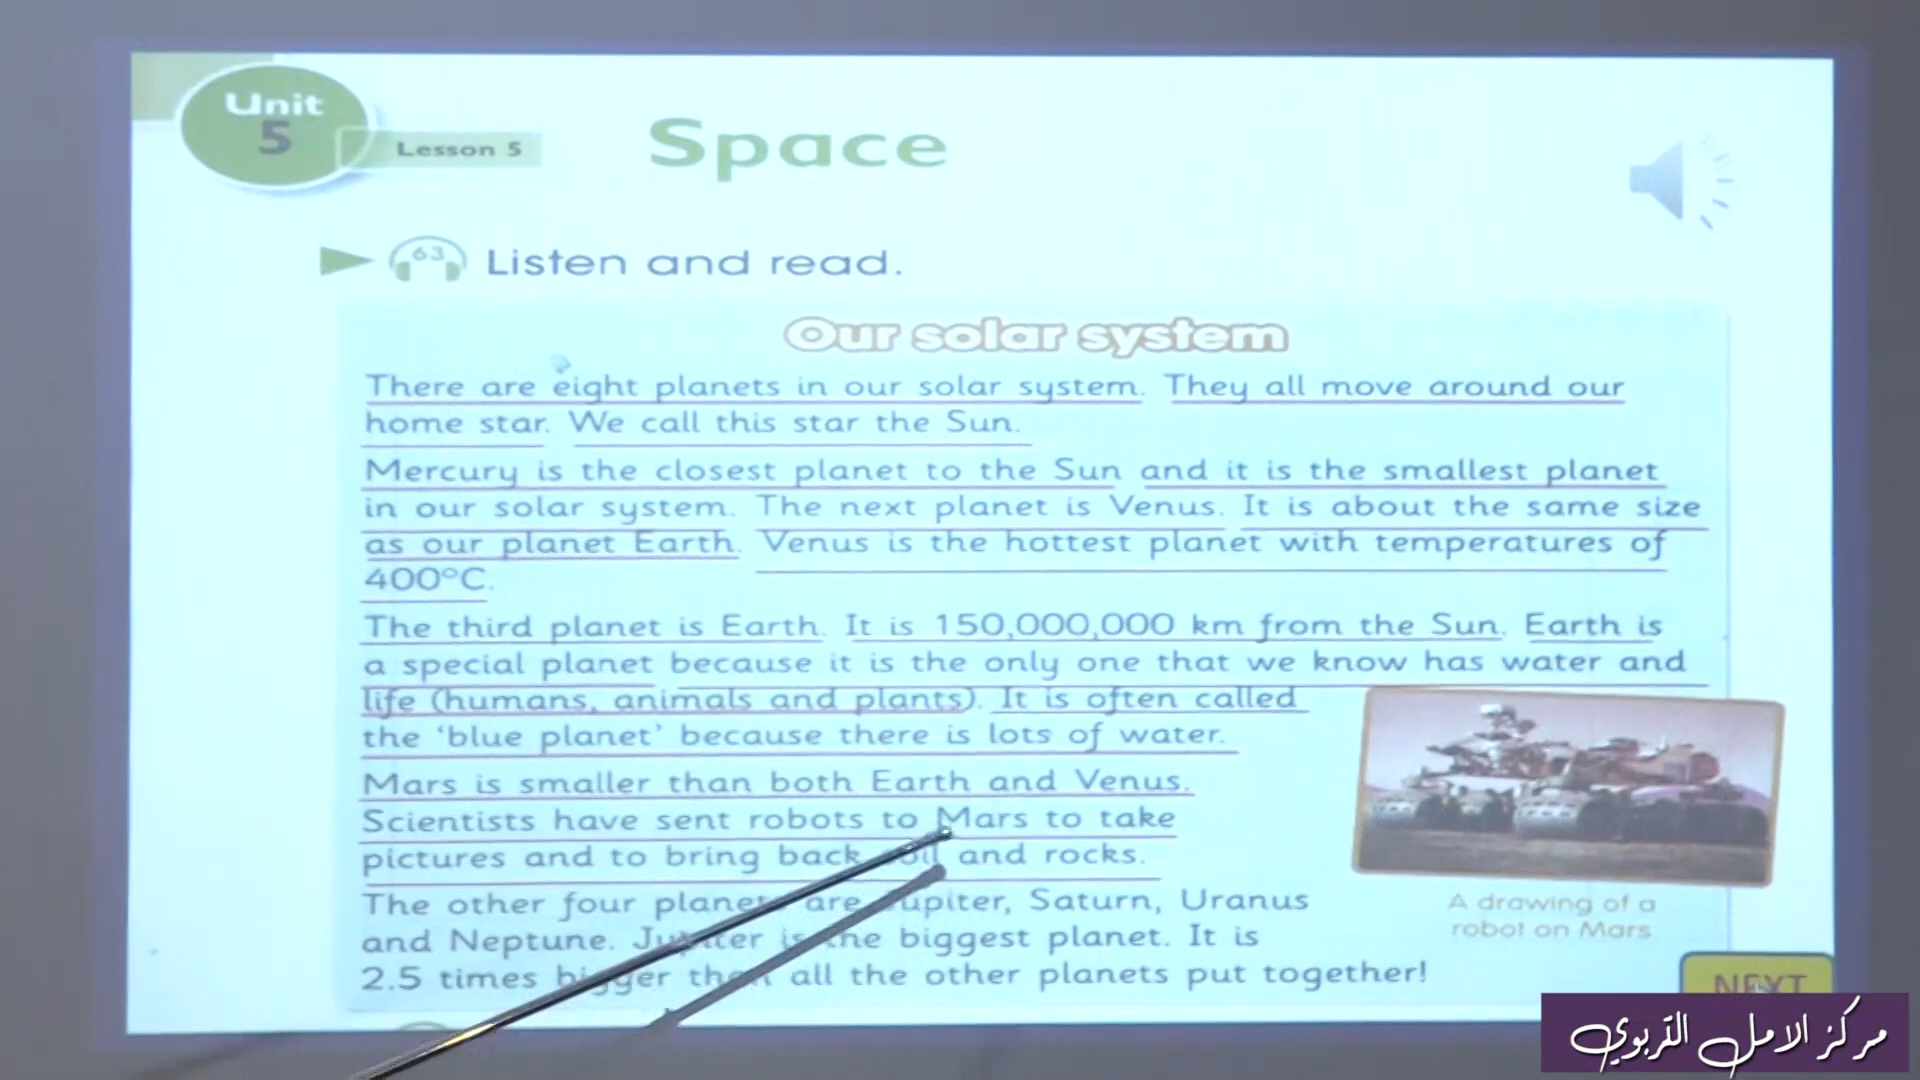 Unit
5
Lesson 5
Space
63
Listen and read.
Our solar system
There are eight planets in our solar system. They all move around our
home star. We call this star the Sun.
Mercury is the closest planet to the Sun and it is the smallest planet
in our solar system. The next planet is Venus. It is about the same size
as our planet Earth. Venus is the hottest planet with temperatures of
400°C.
The third planet is Earth. It is 150,000,000 km from the Sun. Earth is
a special planet because it is the only one that we know has water and
life (humans, animals and plants). It is often called
the ‘blue planet’ because there is lots of water.
Mars is smaller than both Earth and Venus.
Scientists have sent robots to Mars to take
pictures and to bring back soil and rocks.
The other four planets are Jupiter, Saturn, Uranus
and Neptune. Jupiter is the biggest planet. It is
2.5 times bigger than all the other planets put together!
A drawing of a
robot on Mars
NEXT
مركز الامل التربوي